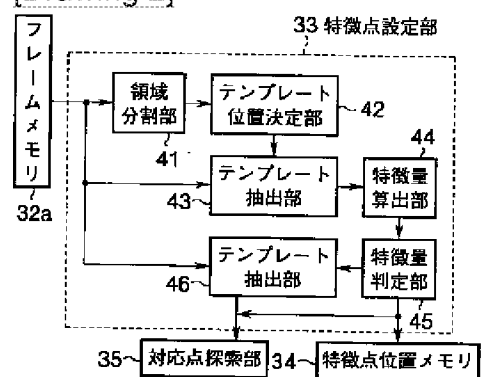 33 特徴点設定部
フレームメモリ
32a
領域
分割部
41
テンプレート
位置決定部
42
テンプレート
抽出部
43
特徴量
算出部
44
テンプレート
抽出部
46
特徴量
判定部
45
35 対応点探索部
34 特徴点位置メモリ